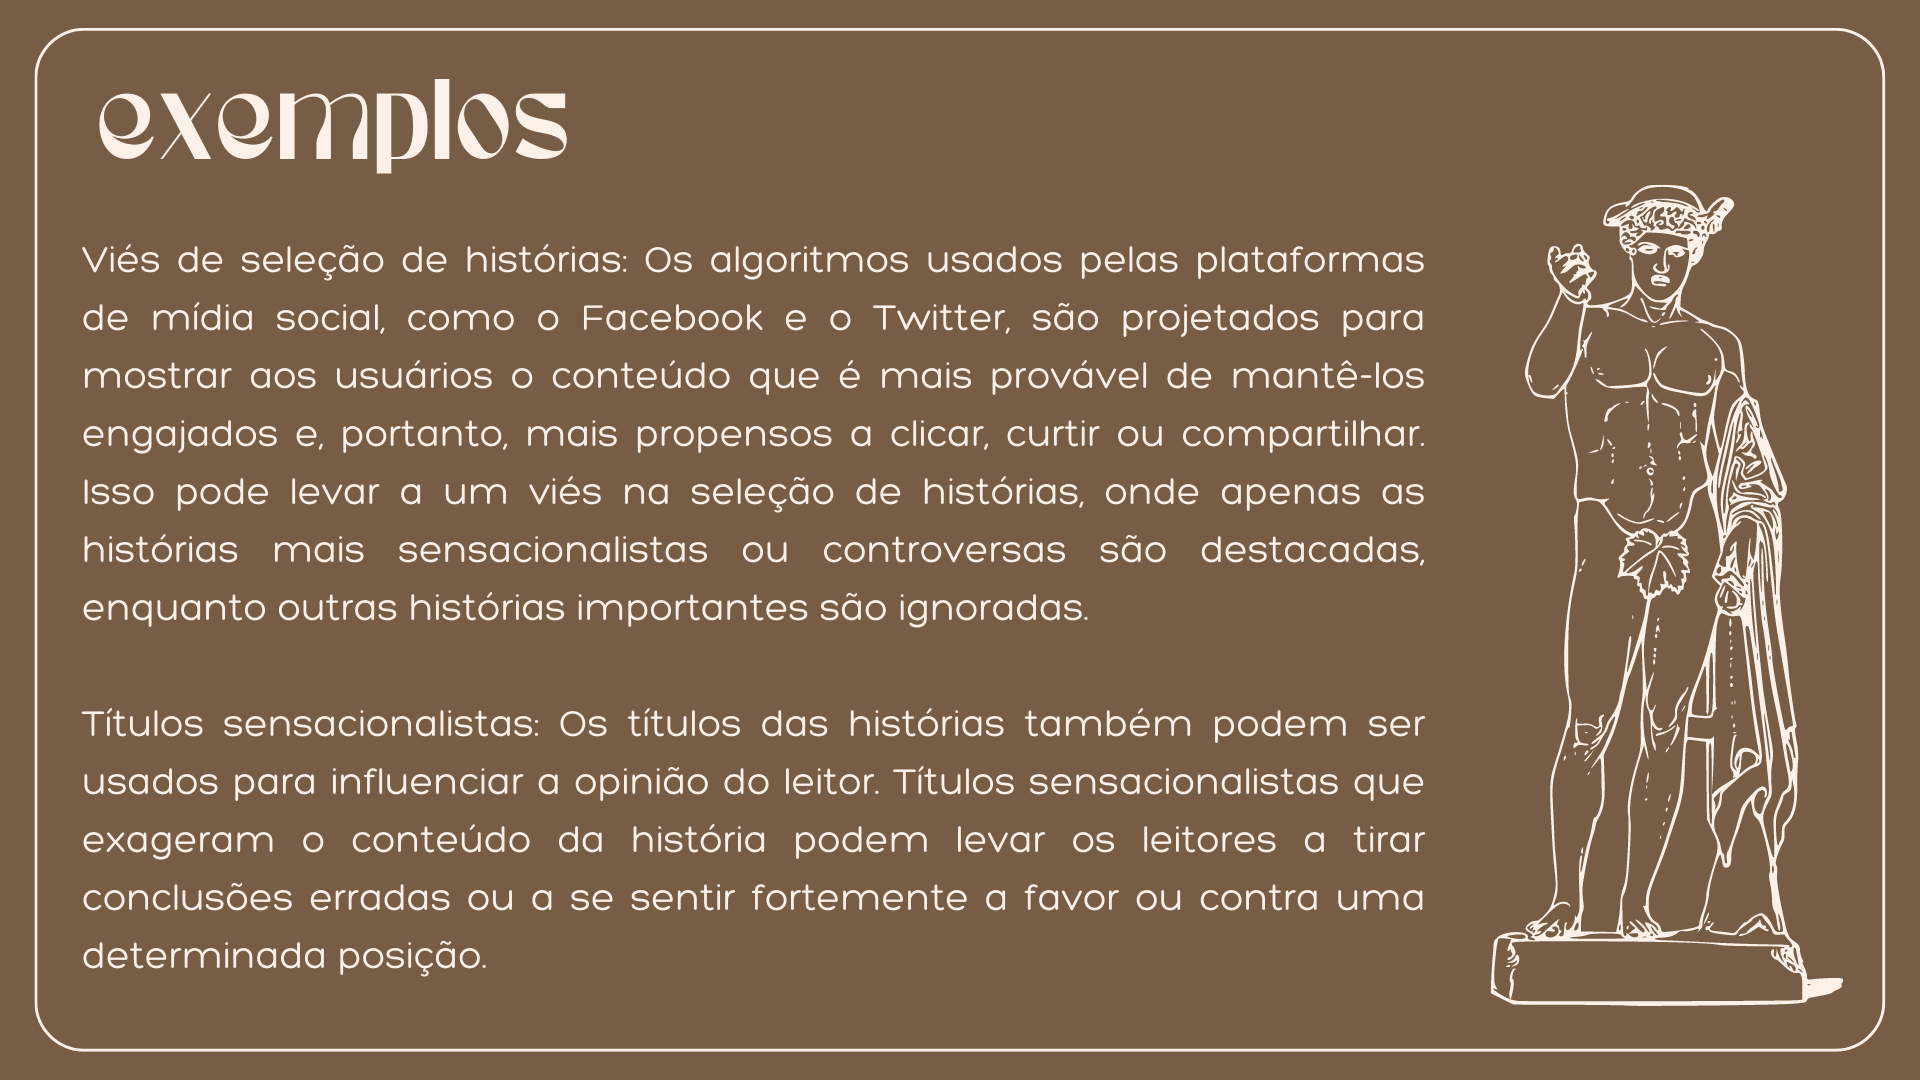 exemplos
Viés de seleção de histórias: Os algoritmos usados pelas plataformas
de mídia social, como o Facebook e o Twitter, são projetados para
mostrar aos usuários o conteúdo que é mais provável de mantê-los
engajados e, portanto, mais propensos a clicar, curtir ou compartilhar.
Isso pode levar a um viés na seleção de histórias, onde apenas as
histórias mais sensacionalistas ou controversas são destacadas,
enquanto outras histórias importantes são ignoradas.
Títulos sensacionalistas: Os títulos das histórias também podem ser
usados para influenciar a opinião do leitor. Títulos sensacionalistas que
exageram o conteúdo da história podem levar os leitores a tirar
conclusões erradas ou a se sentir fortemente a favor ou contra uma
determinada posição.